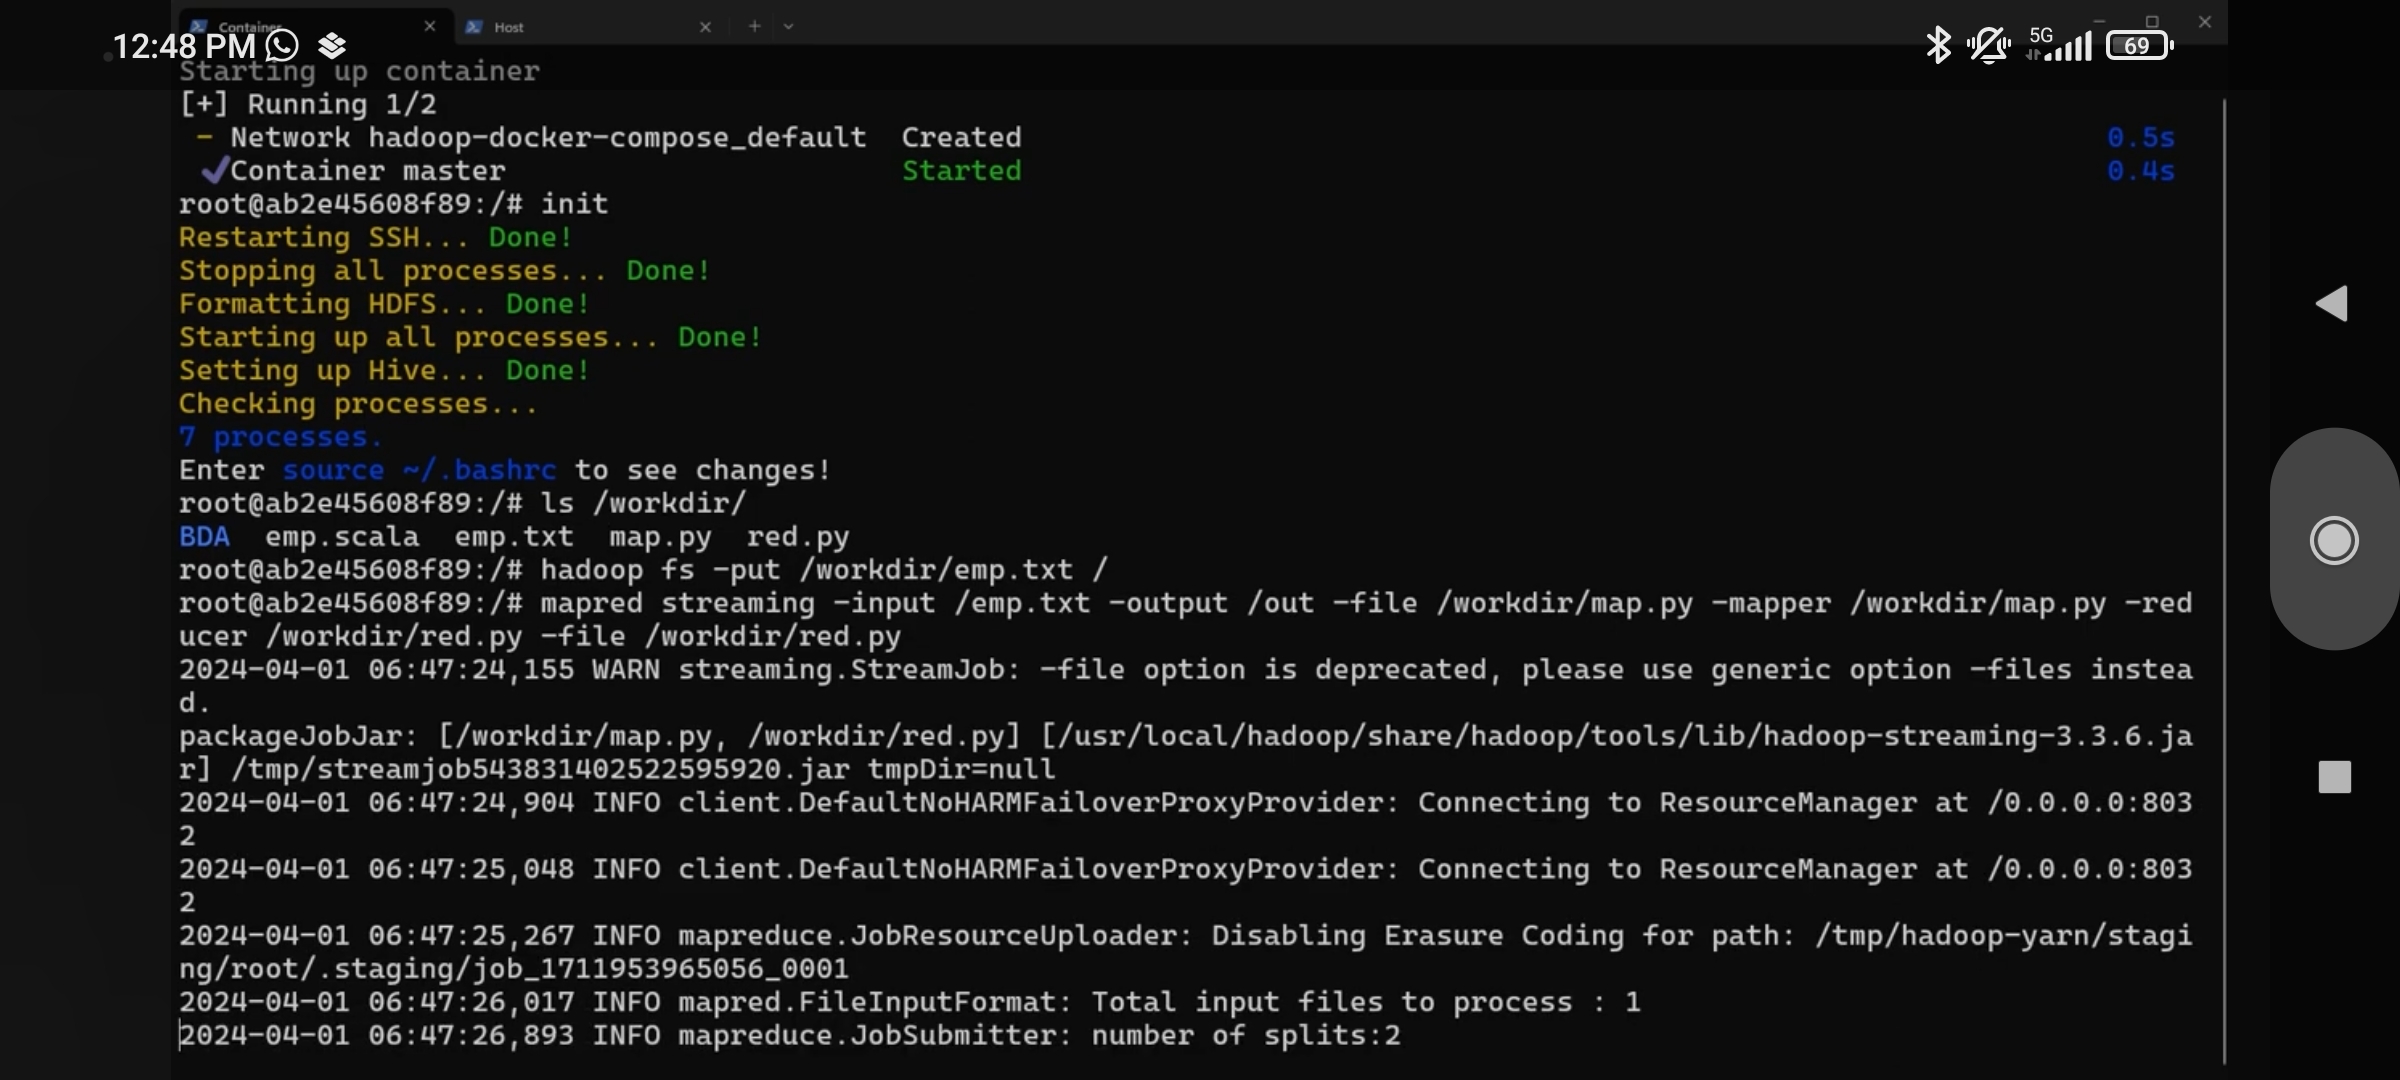 Container
Host
12:48 PM
5G
69
Starting up container
[+] Running 1/2
- Network hadoop-docker-compose_default Created 0.5s
✔Container master Started 0.4s
root@ab2e45608f89:/# init
Restarting SSH... Done!
Stopping all processes... Done!
Formatting HDFS... Done!
Starting up all processes... Done!
Setting up Hive... Done!
Checking processes...
7 processes.
Enter source ~/.bashrc to see changes!
root@ab2e45608f89:/# ls /workdir/
BDA emp.scala emp.txt map.py red.py
root@ab2e45608f89:/# hadoop fs -put /workdir/emp.txt /
root@ab2e45608f89:/# mapred streaming -input /emp.txt -output /out -file /workdir/map.py -mapper /workdir/map.py -red
ucer /workdir/red.py -file /workdir/red.py
2024-04-01 06:47:24,155 WARN streaming.StreamJob: -file option is deprecated, please use generic option -files instea
d.
packageJobJar: [/workdir/map.py, /workdir/red.py] [/usr/local/hadoop/share/hadoop/tools/lib/hadoop-streaming-3.3.6.ja
r] /tmp/streamjob543831402522595920.jar tmpDir=null
2024-04-01 06:47:24,904 INFO client.DefaultNoHARMFailoverProxyProvider: Connecting to ResourceManager at /0.0.0.0:803
2
2024-04-01 06:47:25,048 INFO client.DefaultNoHARMFailoverProxyProvider: Connecting to ResourceManager at /0.0.0.0:803
2
2024-04-01 06:47:25,267 INFO mapreduce.JobResourceUploader: Disabling Erasure Coding for path: /tmp/hadoop-yarn/stagi
ng/root/.staging/job_1711953965056_0001
2024-04-01 06:47:26,017 INFO mapred.FileInputFormat: Total input files to process : 1
2024-04-01 06:47:26,893 INFO mapreduce.JobSubmitter: number of splits:2